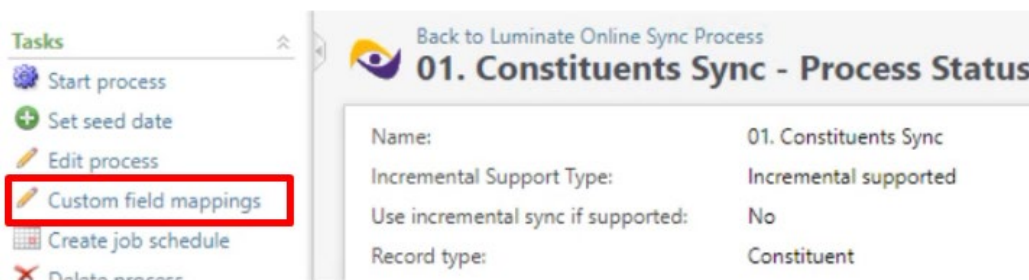 Tasks
Start process
Set seed date
Edit process
Custom field mappings
Create job schedule
Delete process
Back to Luminate Online Sync Process
01. Constituents Sync - Process Status
Name: 01. Constituents Sync
Incremental Support Type: Incremental supported
Use incremental sync if supported: No
Record type: Constituent